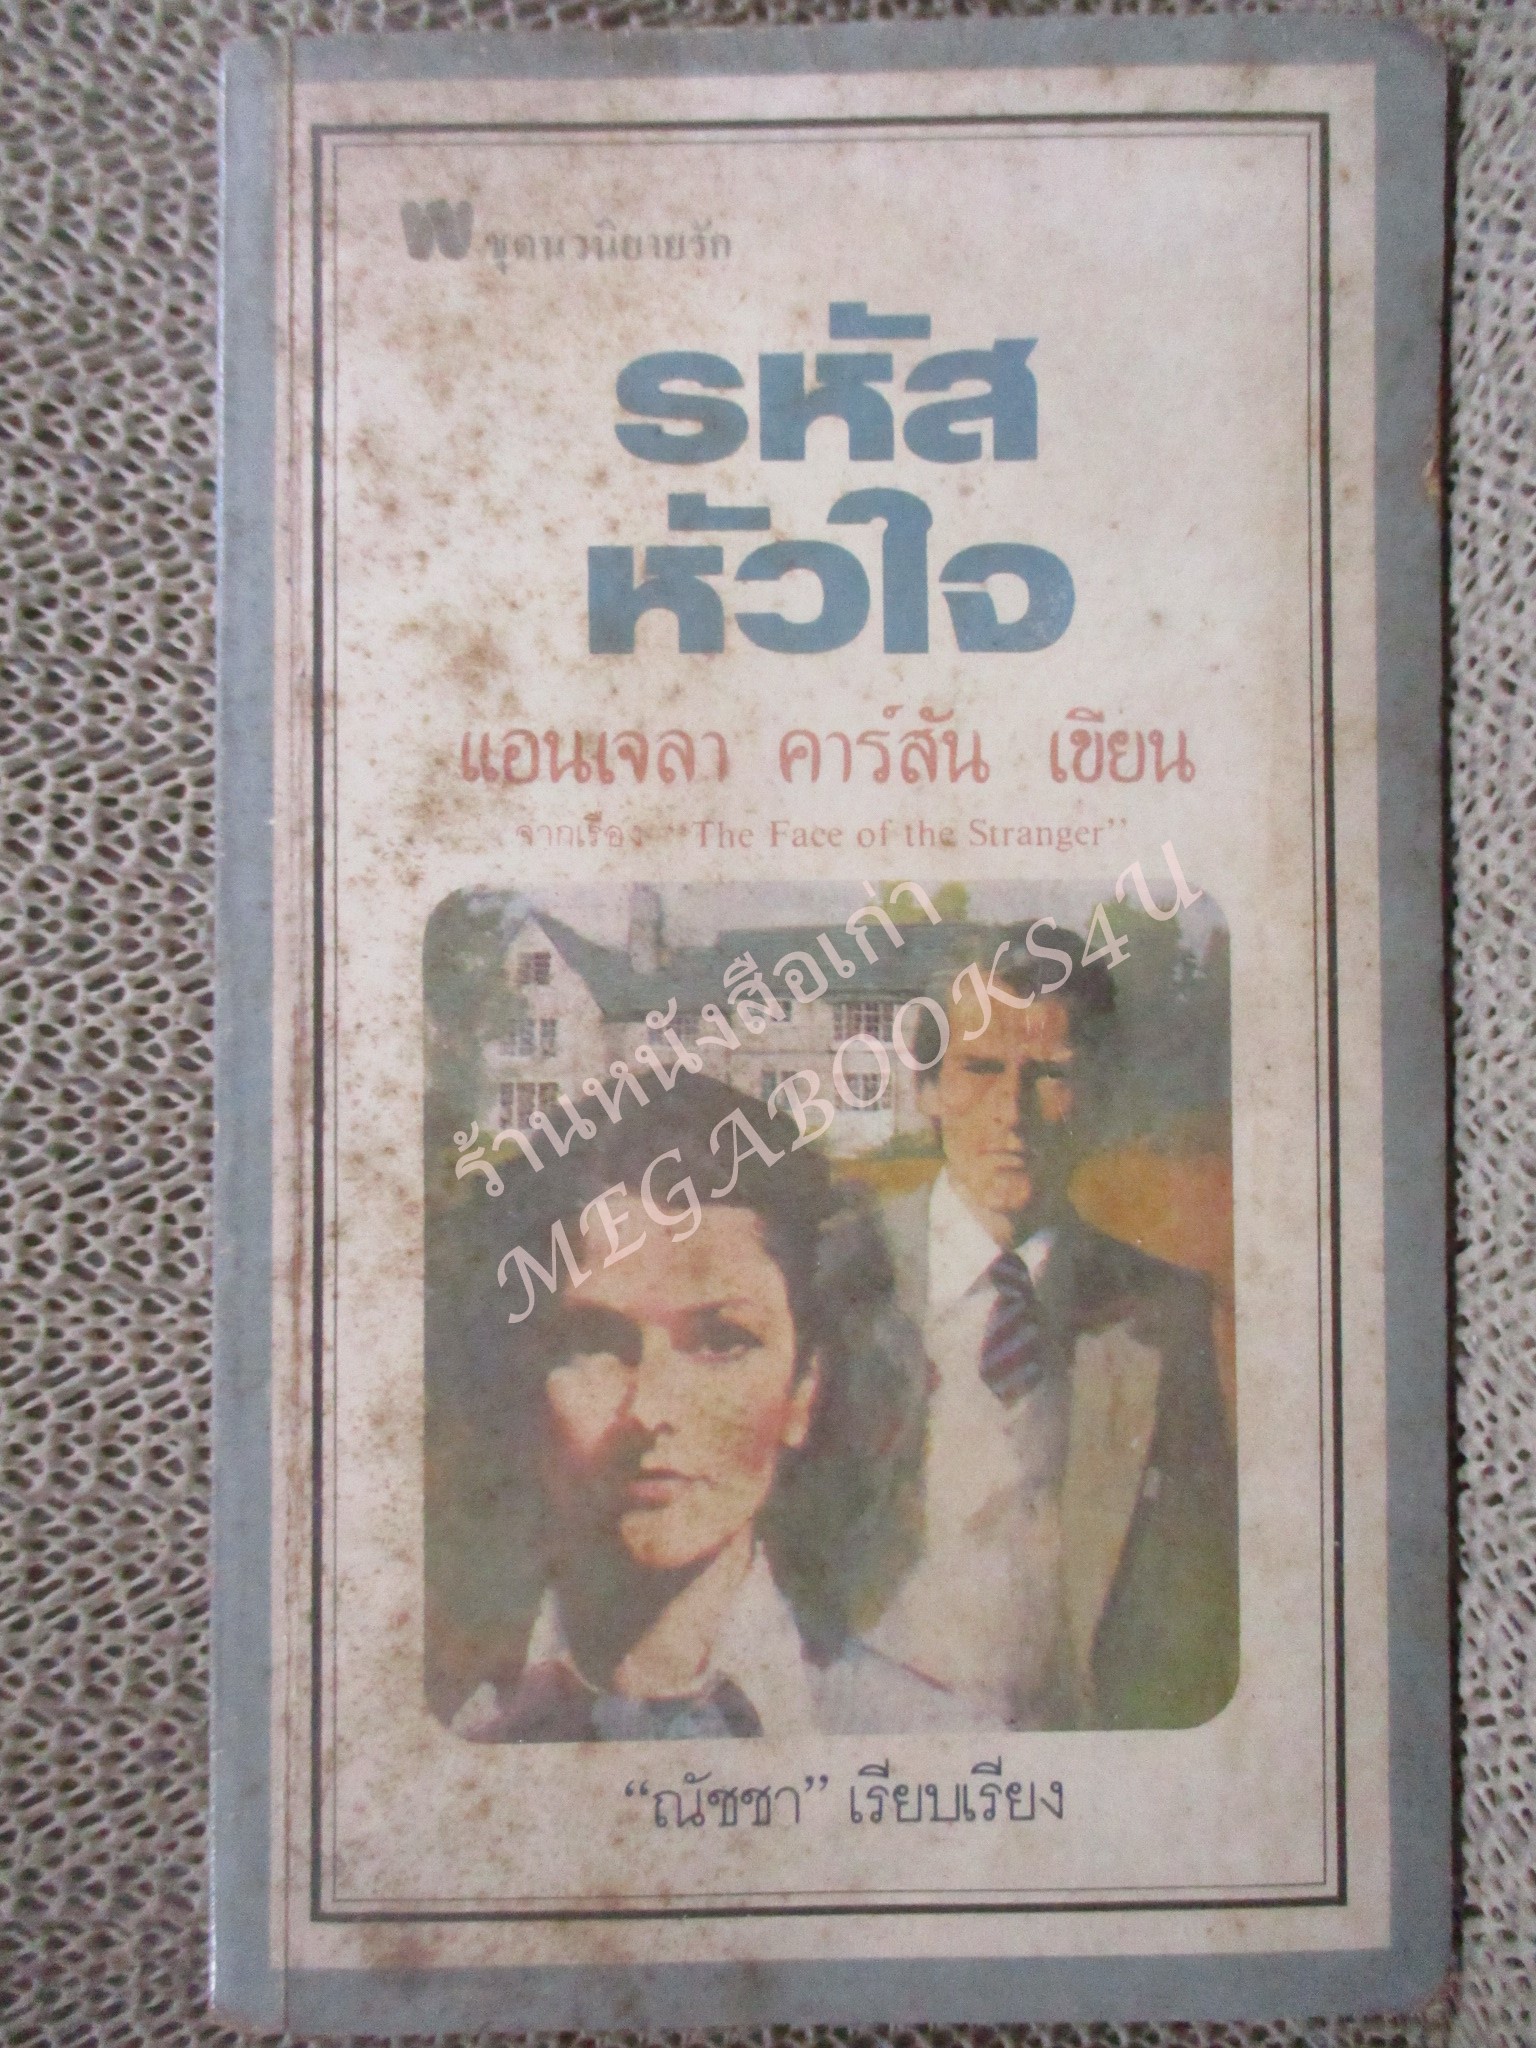 ชุดนวนิยายรัก
รหัส
หัวใจ
แอนเจลา คาร์สัน เขียน
จากเรื่อง "The Face of the Stranger"
ร้านหนังสือเก่า
MEGABOOKS4U
"ณัชชา" เรียบเรียง